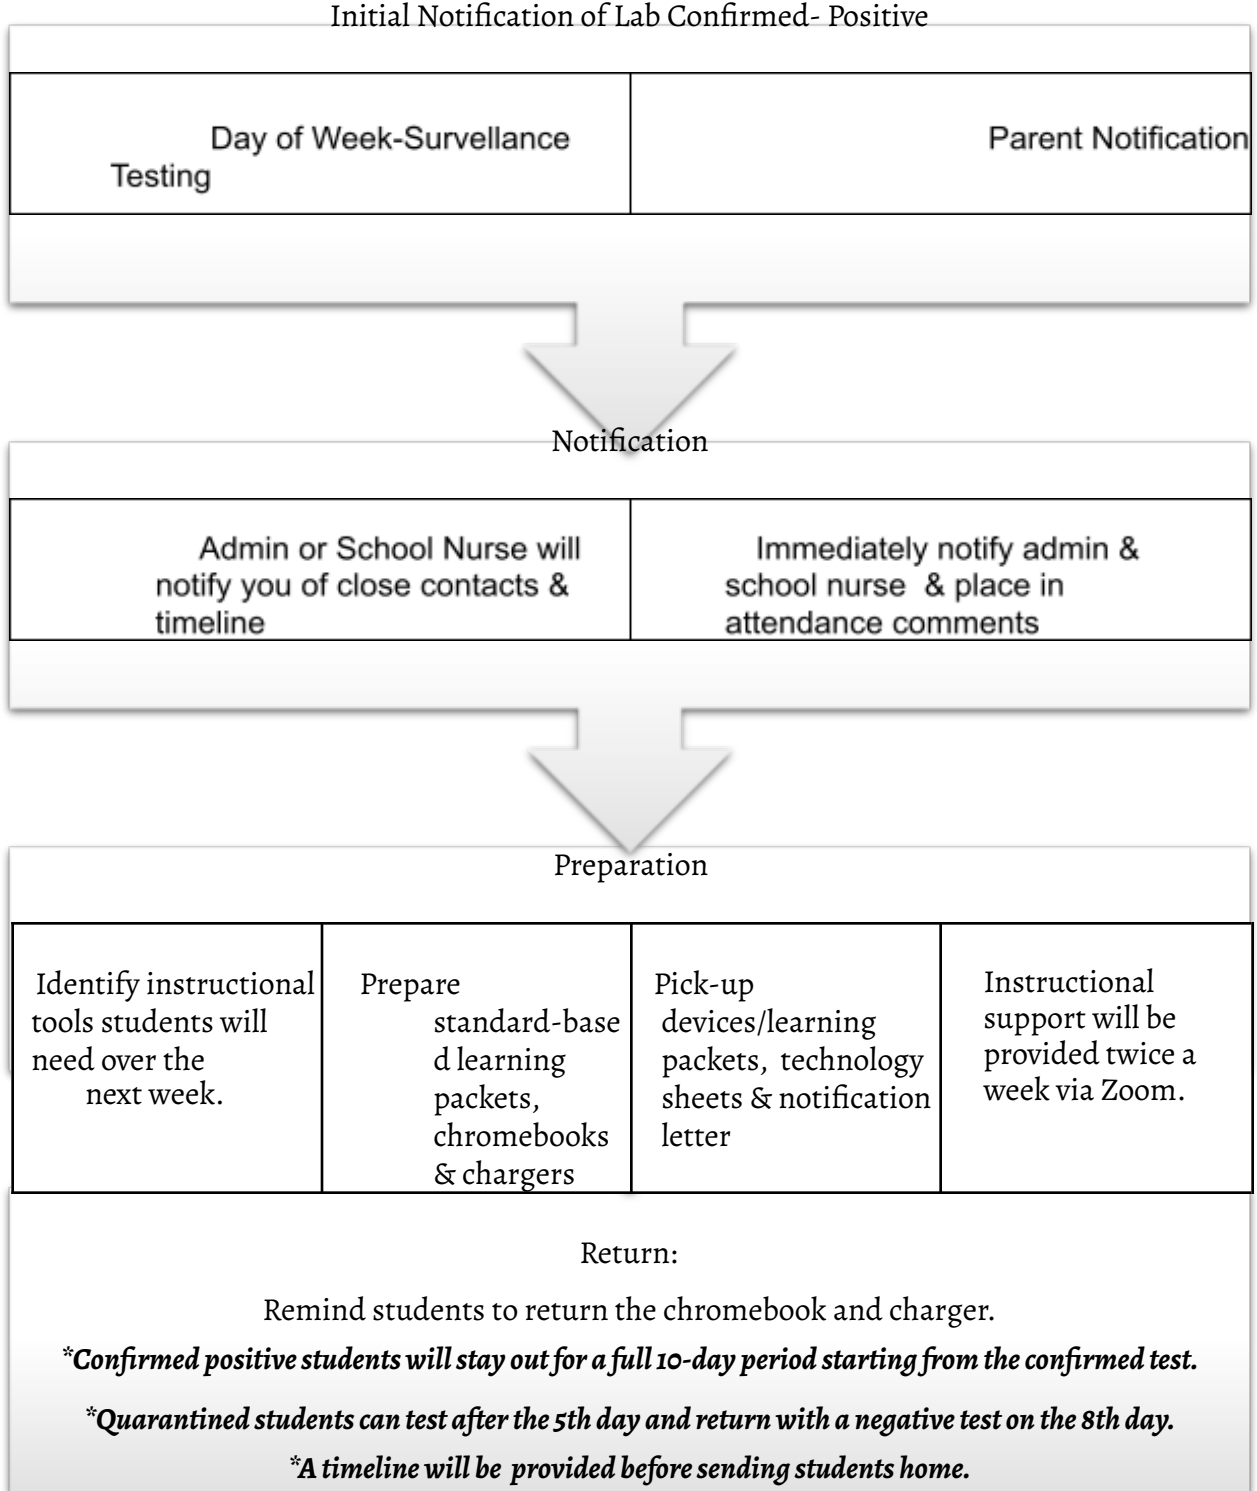 Initial Notification of Lab Confirmed- Positive
Day of Week-Survellance
Testing
Parent Notification
Notification
Admin or School Nurse will
notify you of close contacts &
timeline
Immediately notify admin &
school nurse & place in
attendance comments
Preparation
Identify instructional
tools students will
need over the
next week.
Prepare
standard-base
d learning
packets,
chromebooks
& chargers
Pick-up
devices/learning
packets, technology
sheets & notification
letter
Instructional
support will be
provided twice a
week via Zoom.
Return:
Remind students to return the chromebook and charger.
*Confirmed positive students will stay out for a full 10-day period starting from the confirmed test.
*Quarantined students can test after the 5th day and return with a negative test on the 8th day.
*A timeline will be provided before sending students home.